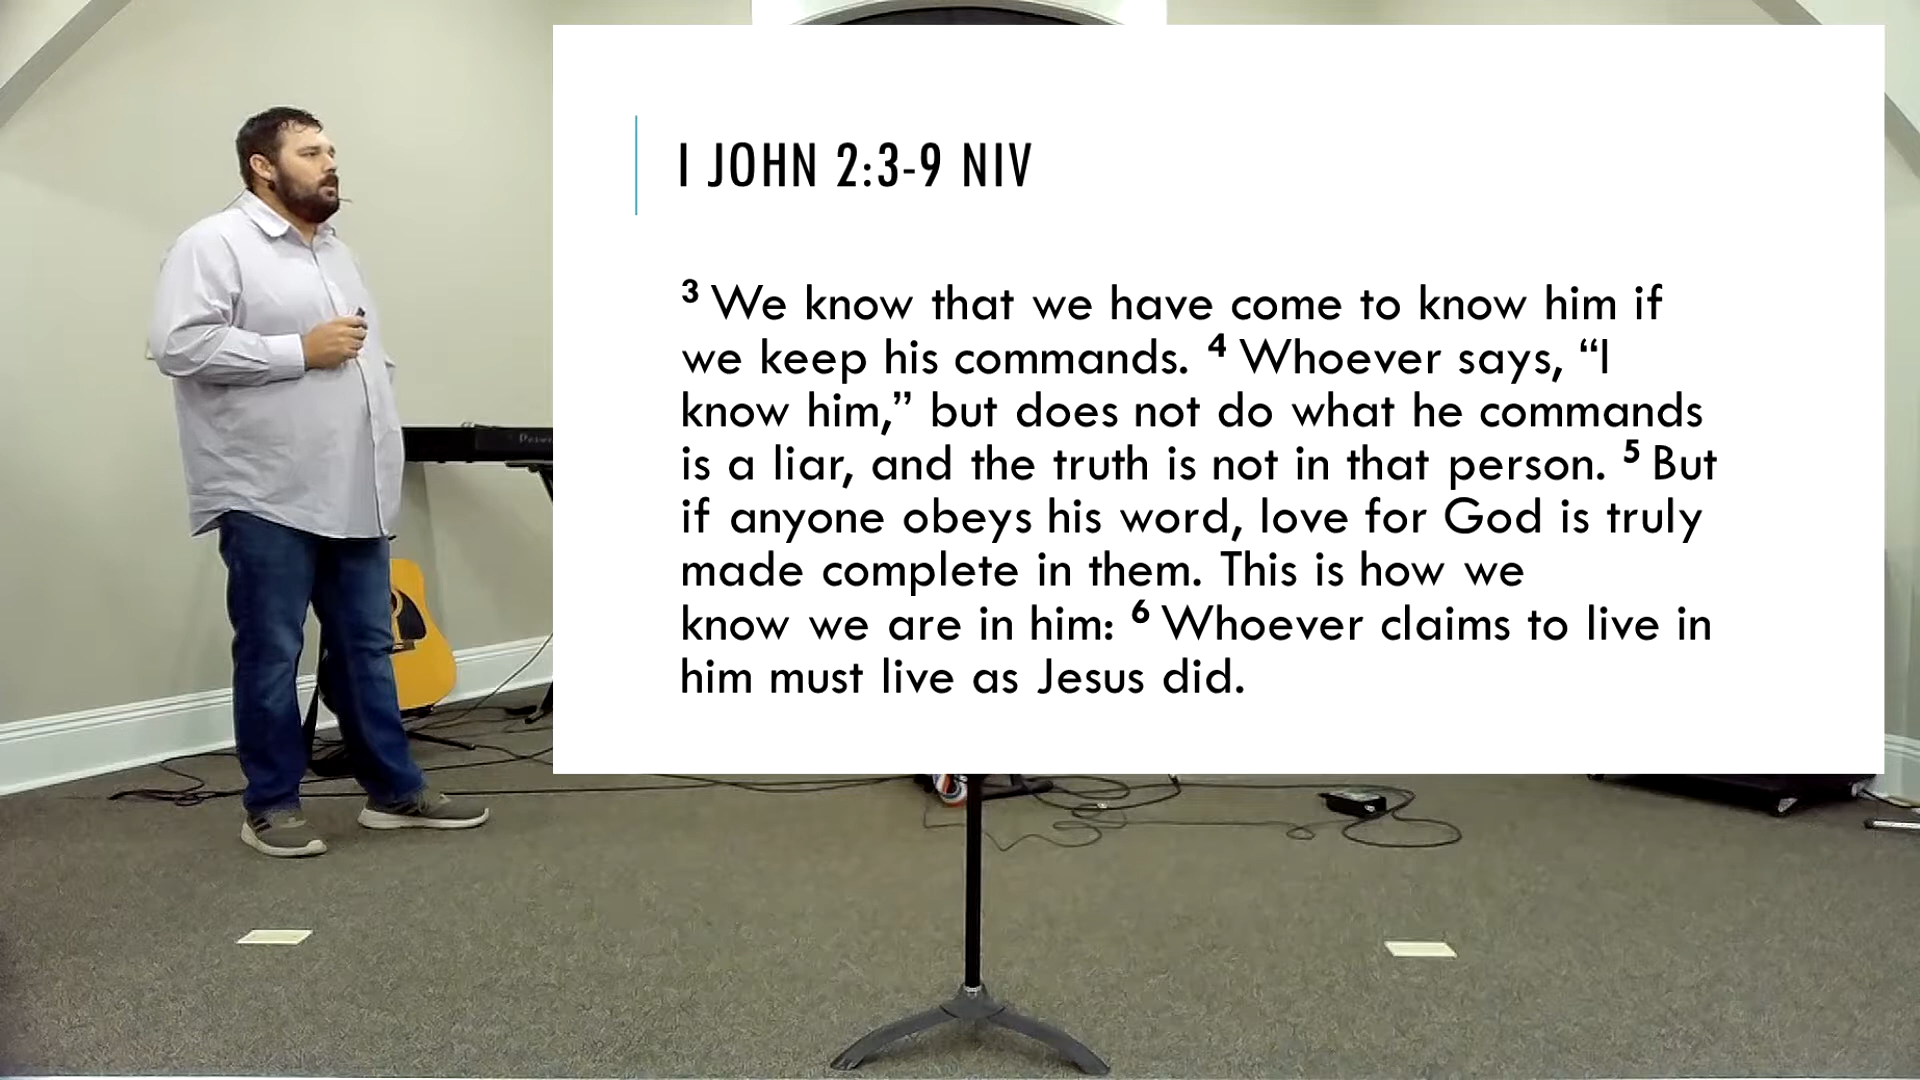 I JOHN 2:3-9 NIV
³ We know that we have come to know him if
we keep his commands. ⁴ Whoever says, “I
know him,” but does not do what he commands
is a liar, and the truth is not in that person. ⁵ But
if anyone obeys his word, love for God is truly
made complete in them. This is how we
know we are in him: ⁶ Whoever claims to live in
him must live as Jesus did.